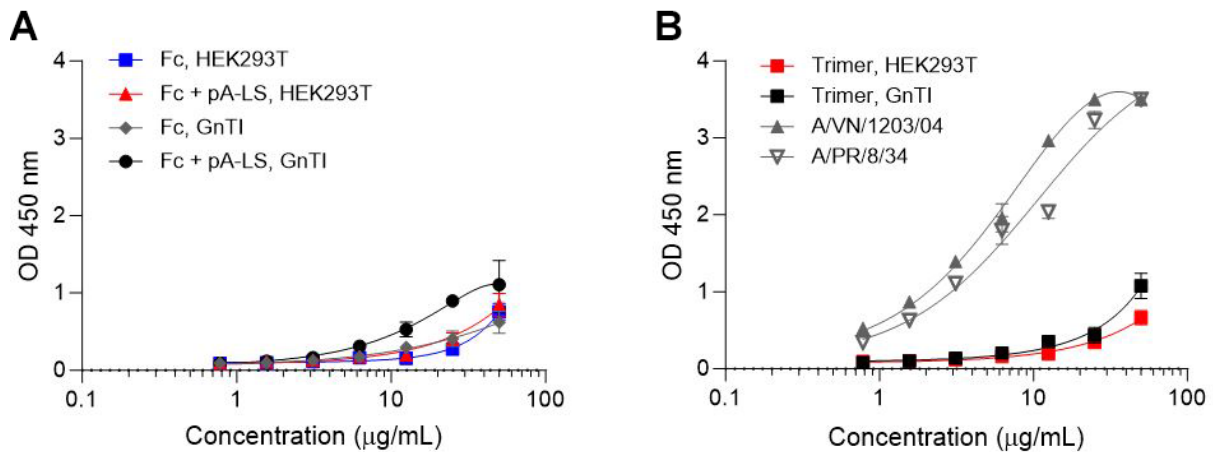 A
Fc, HEK293T
Fc + pA-LS, HEK293T
Fc, GnTI
Fc + pA-LS, GnTI
OD 450 nm
4
3
2
1
0
0.1
1
10
100
Concentration (μg/mL)
B
Trimer, HEK293T
Trimer, GnTI
A/VN/1203/04
A/PR/8/34
OD 450 nm
4
3
2
1
0
0.1
1
10
100
Concentration (μg/mL)